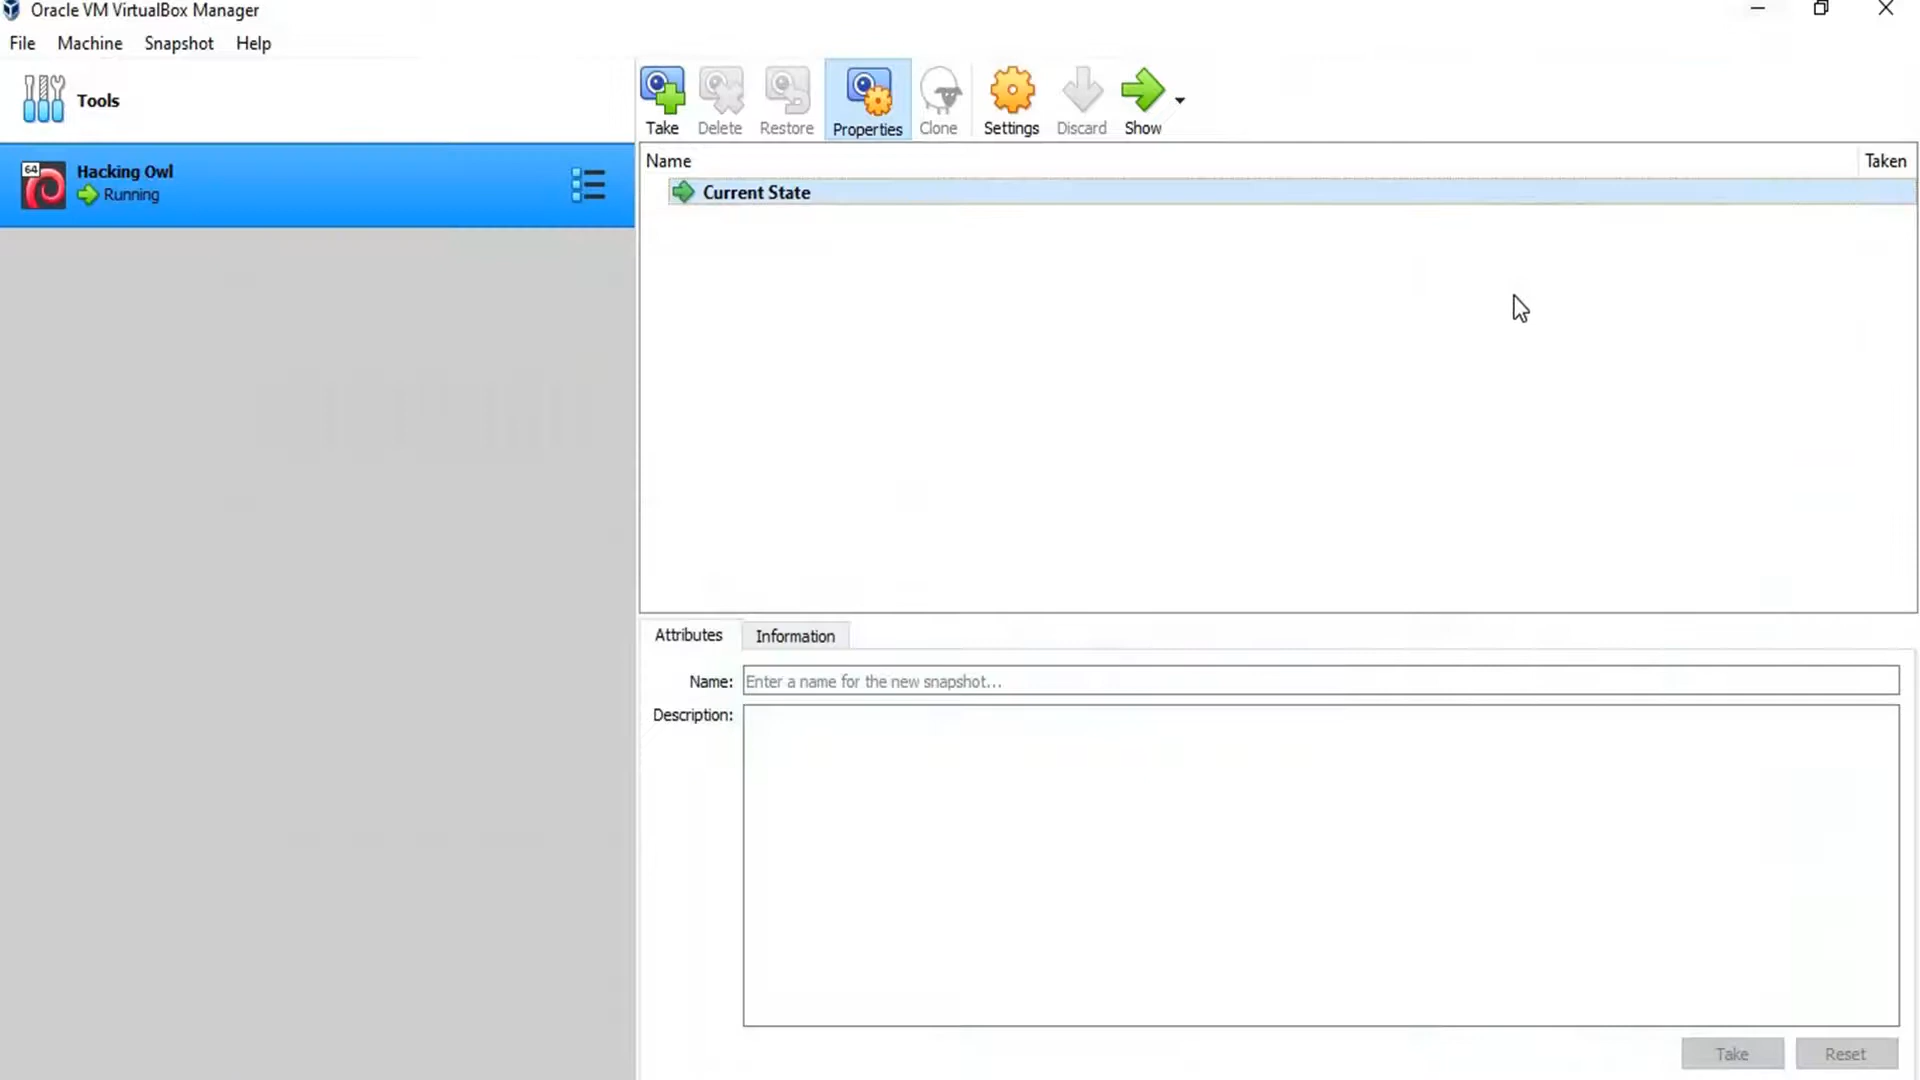 Oracle VM VirtualBox Manager
File Machine Snapshot Help
Tools
64
Hacking Owl
Running
Take Delete Restore Properties Clone Settings Discard Show
Name Taken
Current State
Attributes Information
Name: Enter a name for the new snapshot...
Description:
Take Reset